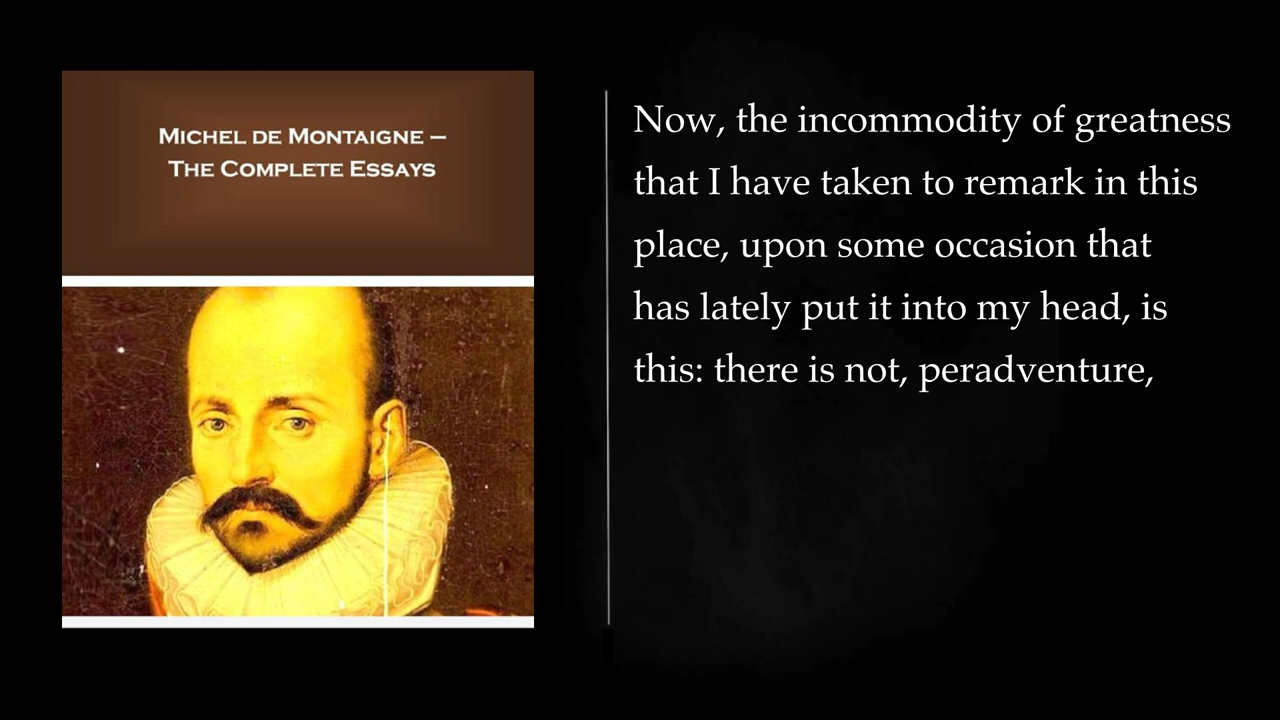 Michel de Montaigne –
The Complete Essays
Now, the incommodity of greatness
that I have taken to remark in this
place, upon some occasion that
has lately put it into my head, is
this: there is not, peradventure,